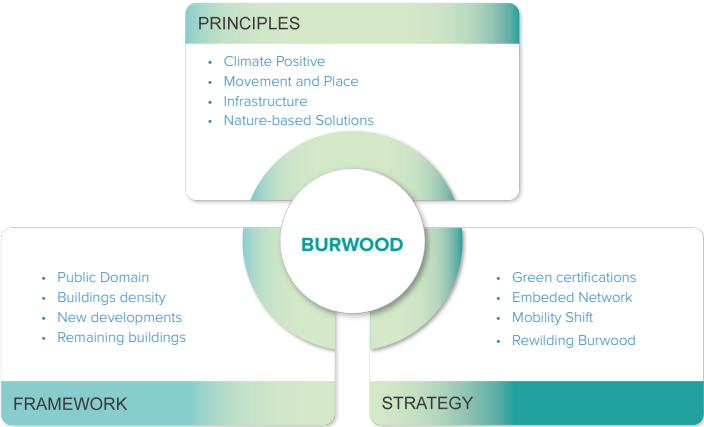 PRINCIPLES
• Climate Positive
• Movement and Place
• Infrastructure
• Nature-based Solutions
BURWOOD
• Public Domain
• Buildings density
• New developments
• Remaining buildings
FRAMEWORK
• Green certifications
• Embeded Network
• Mobility Shift
• Rewilding Burwood
STRATEGY